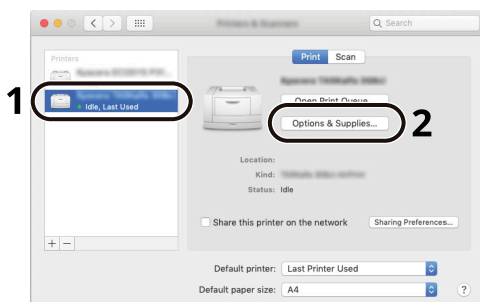 Search
Printers
Print Scan
1
Idle, Last Used
Open Print Queue...
Options & Supplies...
2
Location:
Kind:
Status: Idle
Share this printer on the network
Sharing Preferences...
+ −
Default printer: Last Printer Used
Default paper size: A4
?